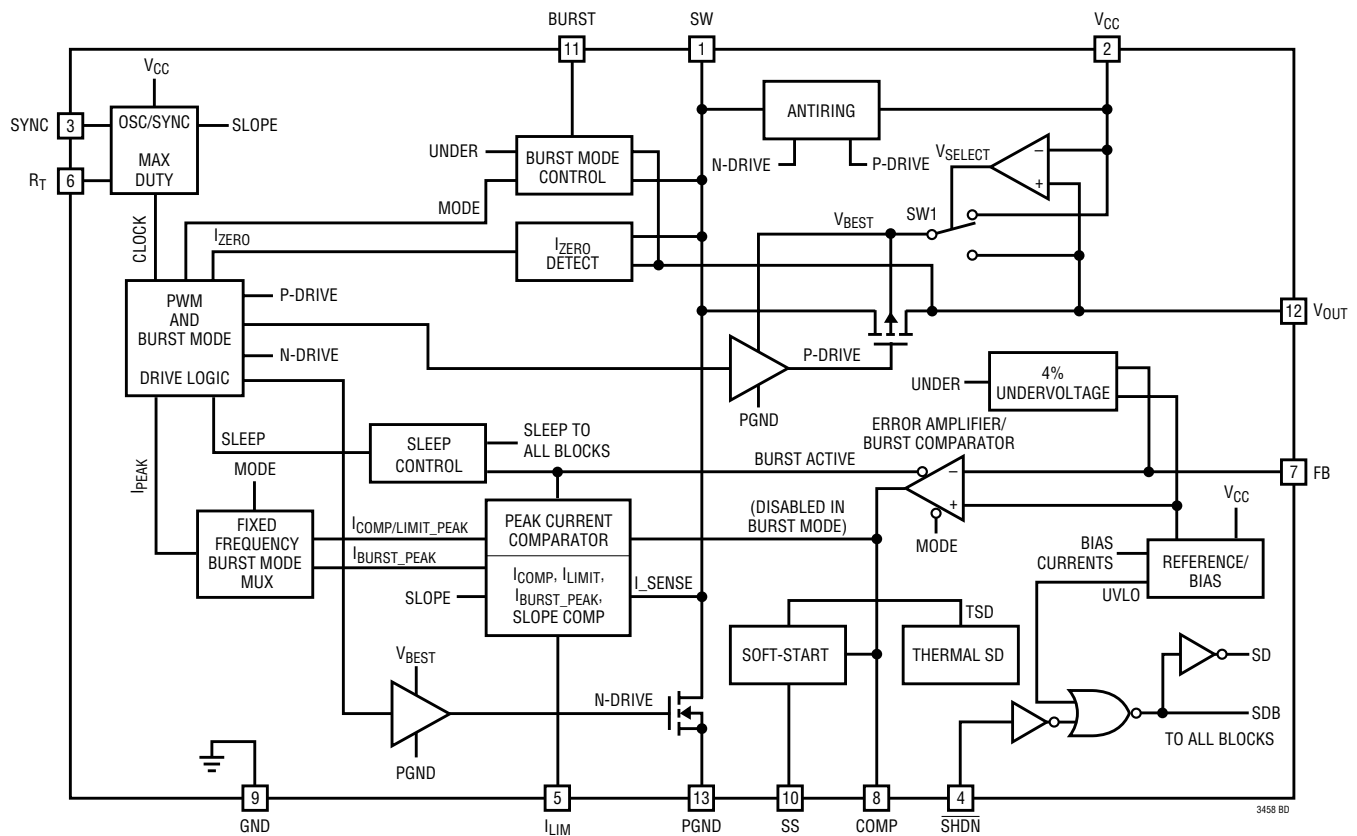 BURST
SW
VCC
11
1
2
VCC
SYNC
3
OSC/SYNC
SLOPE
ANTIRING
MAX
DUTY
RT
6
UNDER
BURST MODE
CONTROL
N-DRIVE
P-DRIVE
VSELECT
–
+
MODE
CLOCK
IZERO
IZERO
DETECT
VBEST
SW1
PWM
AND
BURST MODE
DRIVE LOGIC
P-DRIVE
N-DRIVE
12
VOUT
P-DRIVE
PGND
UNDER
4%
UNDERVOLTAGE
ERROR AMPLIFIER/
BURST COMPARATOR
SLEEP
SLEEP
CONTROL
SLEEP TO
ALL BLOCKS
BURST ACTIVE
–
+
7
FB
IPEAK
MODE
(DISABLED IN
BURST MODE)
MODE
VCC
FIXED
FREQUENCY
BURST MODE
MUX
ICOMP/LIMIT_PEAK
IBURST_PEAK
PEAK CURRENT
COMPARATOR
ICOMP, ILIMIT,
IBURST_PEAK,
SLOPE COMP
SLOPE
I_SENSE
BIAS
CURRENTS
REFERENCE/
BIAS
UVLO
TSD
SOFT-START
THERMAL SD
SD
VBEST
N-DRIVE
PGND
SDB
TO ALL BLOCKS
9
5
13
10
8
4
GND
ILIM
PGND
SS
COMP
SHDN
3458 BD